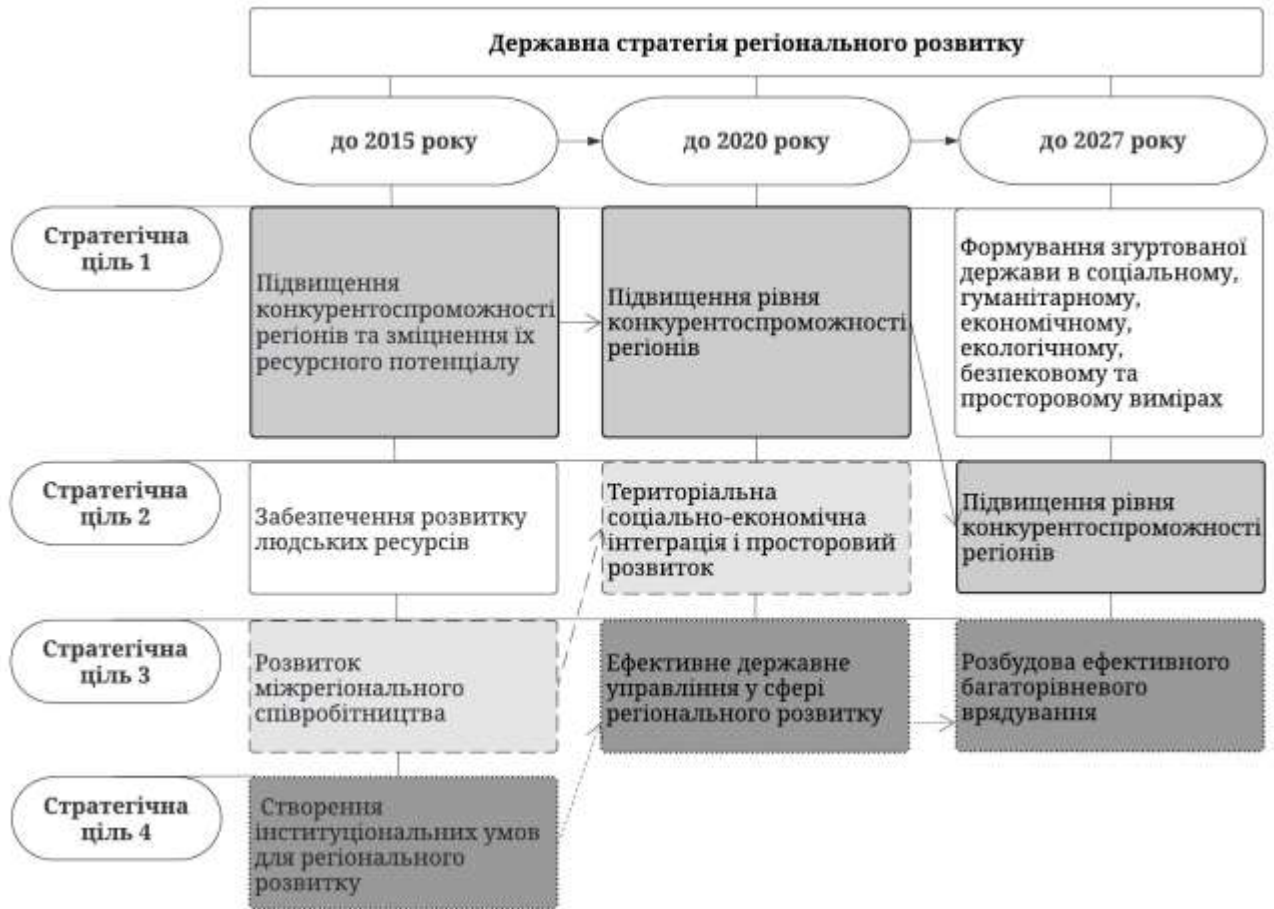 Державна стратегія регіонального розвитку
до 2015 року
до 2020 року
до 2027 року
Стратегічна
ціль 1
Підвищення
конкурентоспроможності
регіонів та зміцнення їх
ресурсного потенціалу
Підвищення рівня
конкурентоспроможності
регіонів
Формування згуртованої
держави в соціальному,
гуманітарному,
економічному,
екологічному,
безпековому та
просторовому вимірах
Стратегічна
ціль 2
Забезпечення розвитку
людських ресурсів
Територіальна
соціально-економічна
інтеграція і просторовий
розвиток
Підвищення рівня
конкурентоспроможності
регіонів
Стратегічна
ціль 3
Розвиток
міжрегіонального
співробітництва
Ефективне державне
управління у сфері
регіонального розвитку
Розбудова ефективного
багаторівневого
врядування
Стратегічна
ціль 4
Створення
інституціональних умов
для регіонального
розвитку